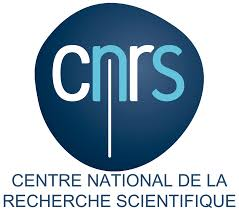 cnrs
CENTRE NATIONAL DE LA
RECHERCHE SCIENTIFIQUE